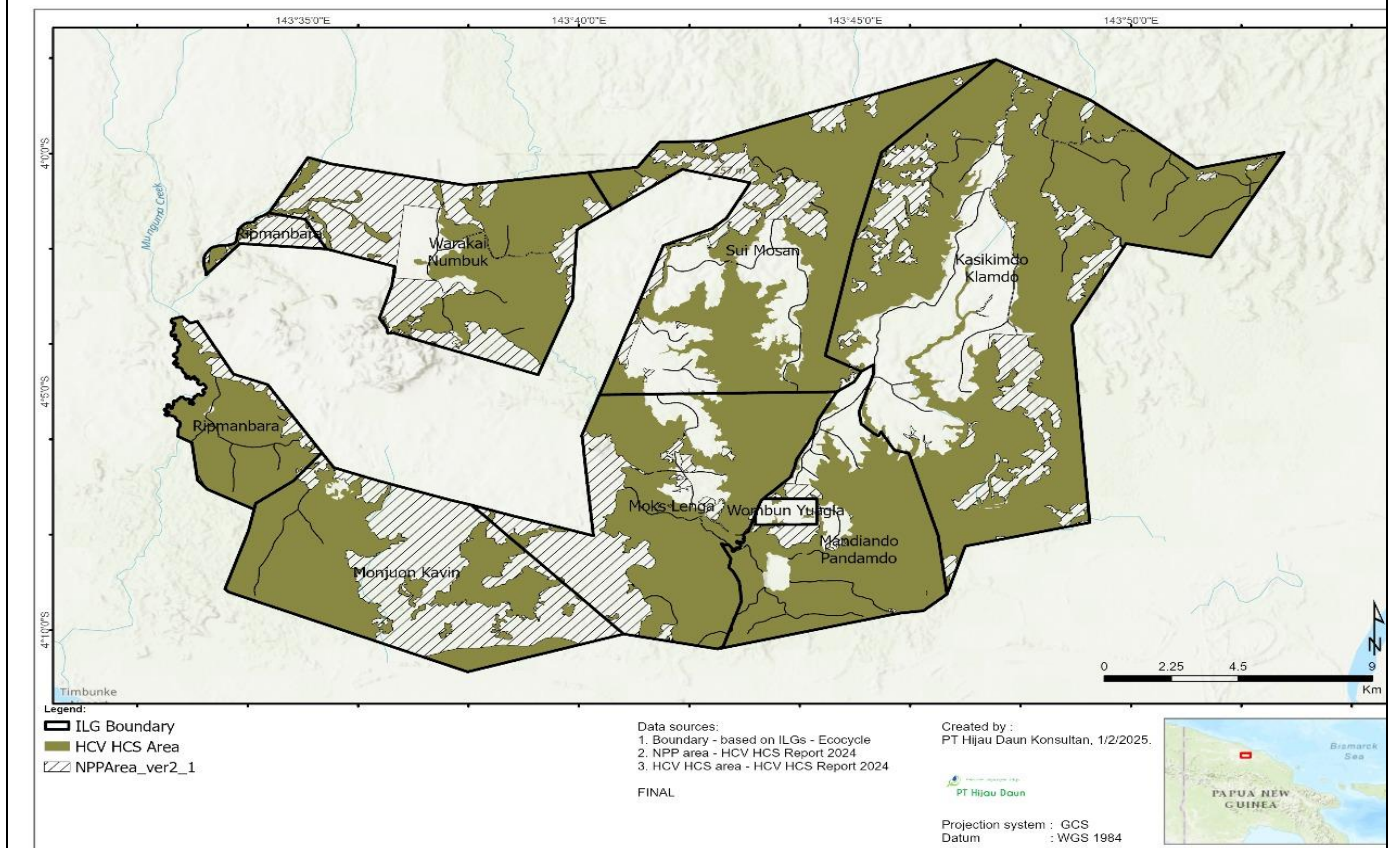 143°35'0"E
143°40'0"E
143°45'0"E
143°50'0"E
4°0'0"S
4°5'0"S
4°10'0"S
Munguma Creek
757 m
Ripmanbara
Warakai
Numbuk
Sui Mosan
Kasikimdo
Klamdo
Ripmanbara
Moks Lenga
Wombun Yuagla
Mandiando
Pandamdo
Monjuon Kavin
Timbunke
N
0 2.25 4.5 9
Km
Legend:
ILG Boundary
HCV HCS Area
NPPArea_ver2_1
Data sources:
1. Boundary - based on ILGs - Ecocycle
2. NPP area - HCV HCS Report 2024
3. HCV HCS area - HCV HCS Report 2024
FINAL
Created by :
PT Hijau Daun Konsultan, 1/2/2025.
PT Hijau Daun
Projection system : GCS
Datum : WGS 1984
Bismarck
Sea
PAPUA NEW
GUINEA